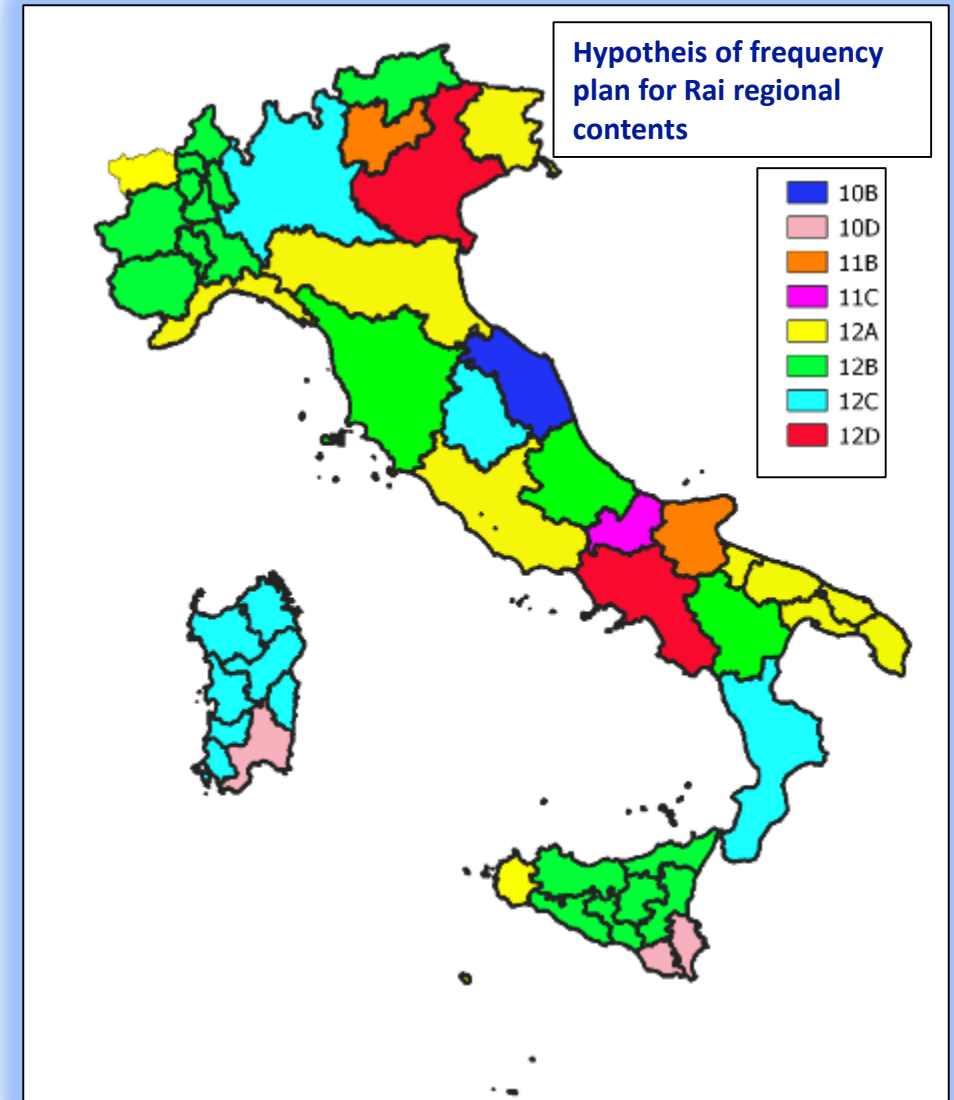 Hypotheis of frequency
plan for Rai regional
contents
10B
10D
11B
11C
12A
12B
12C
12D